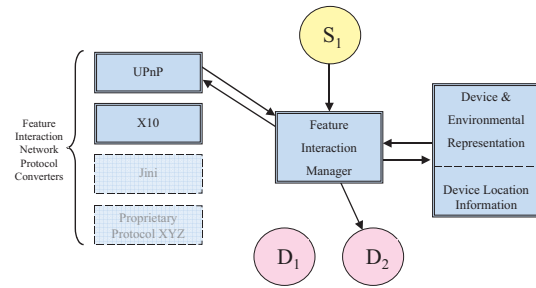 S1
UPnP
X10
Jini
Proprietary
Protocol XYZ
Feature
Interaction
Network
Protocol
Converters
Feature
Interaction
Manager
Device &
Environmental
Representation
Device Location
Information
D1
D2